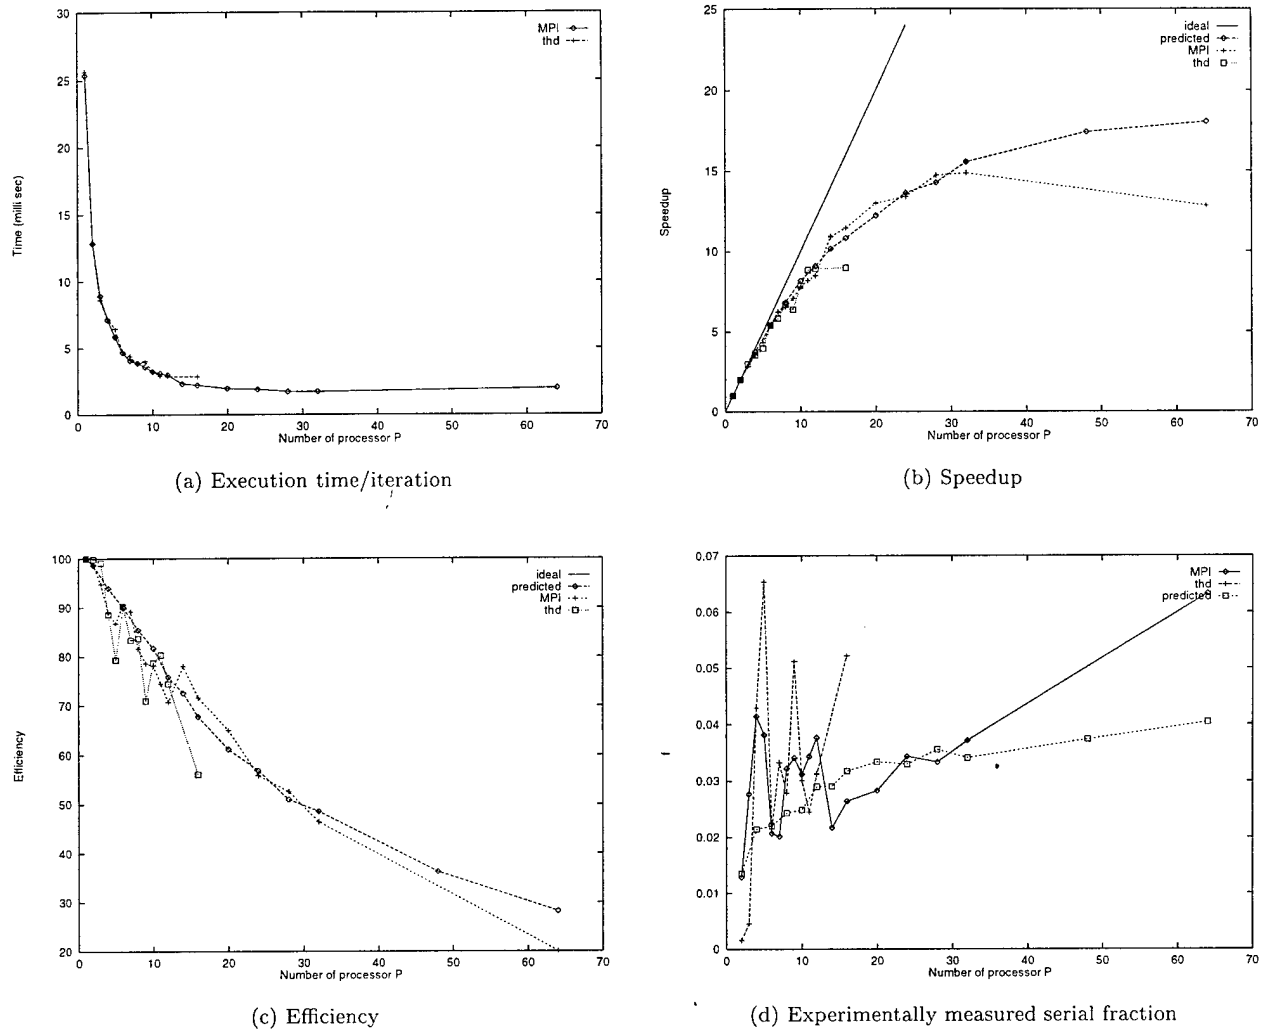 30
25
20
15
10
5
0
0 10 20 30 40 50 60 70
Time (milli sec)
Number of processor P
MPI
thd
(a) Execution time/iteration
25
20
15
10
5
0
0 10 20 30 40 50 60 70
Speedup
Number of processor P
ideal
predicted
MPI
thd
(b) Speedup
100
90
80
70
60
50
40
30
20
0 10 20 30 40 50 60 70
Efficiency
Number of processor P
ideal
predicted
MPI
thd
(c) Efficiency
0.07
0.06
0.05
0.04
0.03
0.02
0.01
0
0 10 20 30 40 50 60 70
f
Number of processor P
MPI
thd
predicted
(d) Experimentally measured serial fraction